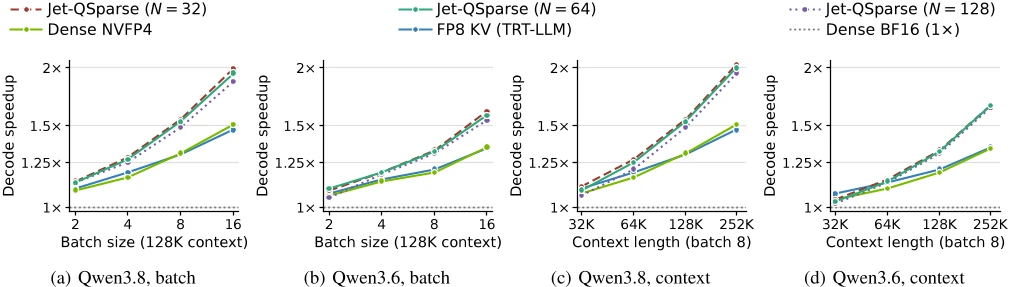 Jet-QSparse (N = 32)
Jet-QSparse (N = 64)
Jet-QSparse (N = 128)
Dense NVFP4
FP8 KV (TRT-LLM)
Dense BF16 (1×)
Decode speedup
2×
1.5×
1.25×
1×
2 4 8 16
Batch size (128K context)
(a) Qwen3.8, batch
Decode speedup
2×
1.5×
1.25×
1×
2 4 8 16
Batch size (128K context)
(b) Qwen3.6, batch
Decode speedup
2×
1.5×
1.25×
1×
32K 64K 128K 252K
Context length (batch 8)
(c) Qwen3.8, context
Decode speedup
2×
1.5×
1.25×
1×
32K 64K 128K 252K
Context length (batch 8)
(d) Qwen3.6, context